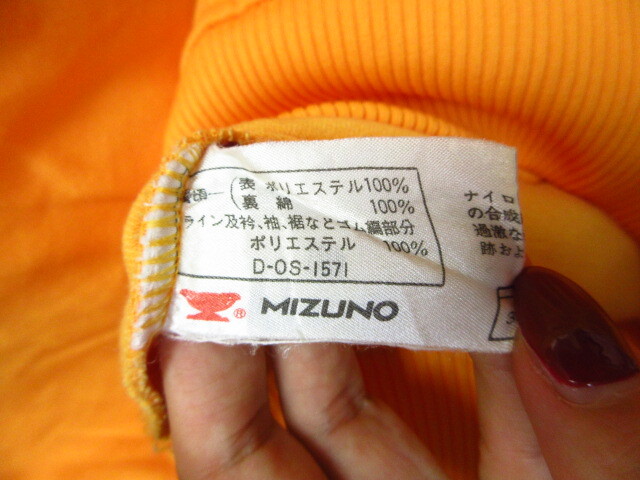 頃
表 ポリエステル100%
裏 綿 100%
ライン及衿、袖、裾などゴム編部分
ポリエステル 100%
D-OS-1571
® MIZUNO
ナイロ
の合成
過激な
跡およ